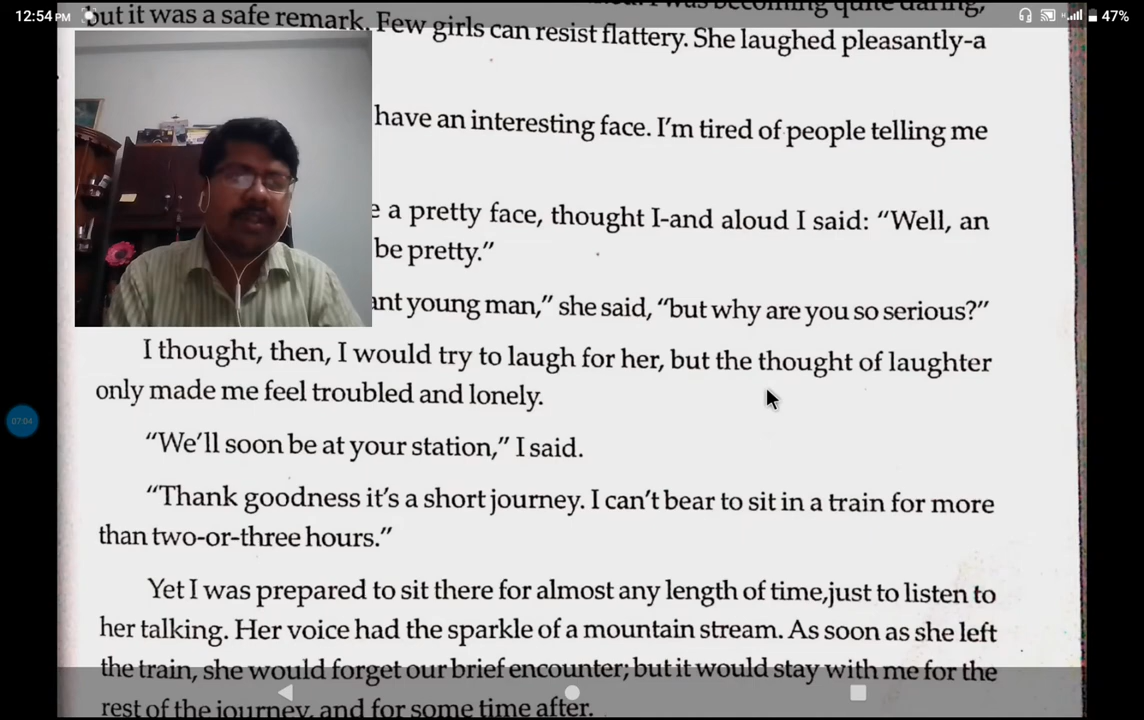 12:54 PM
47%
but it was a safe remark. Few girls can resist flattery. She laughed pleasantly-a
have an interesting face. I'm tired of people telling me
a pretty face, thought I-and aloud I said: “Well, an
be pretty.”
young man,” she said, “but why are you so serious?”
I thought, then, I would try to laugh for her, but the thought of laughter
only made me feel troubled and lonely.
“We'll soon be at your station,” I said.
“Thank goodness it's a short journey. I can't bear to sit in a train for more
than two-or-three hours.”
07:04
Yet I was prepared to sit there for almost any length of time,just to listen to
her talking. Her voice had the sparkle of a mountain stream. As soon as she left
the train, she would forget our brief encounter; but it would stay with me for the
rest of the journey, and for some time after.